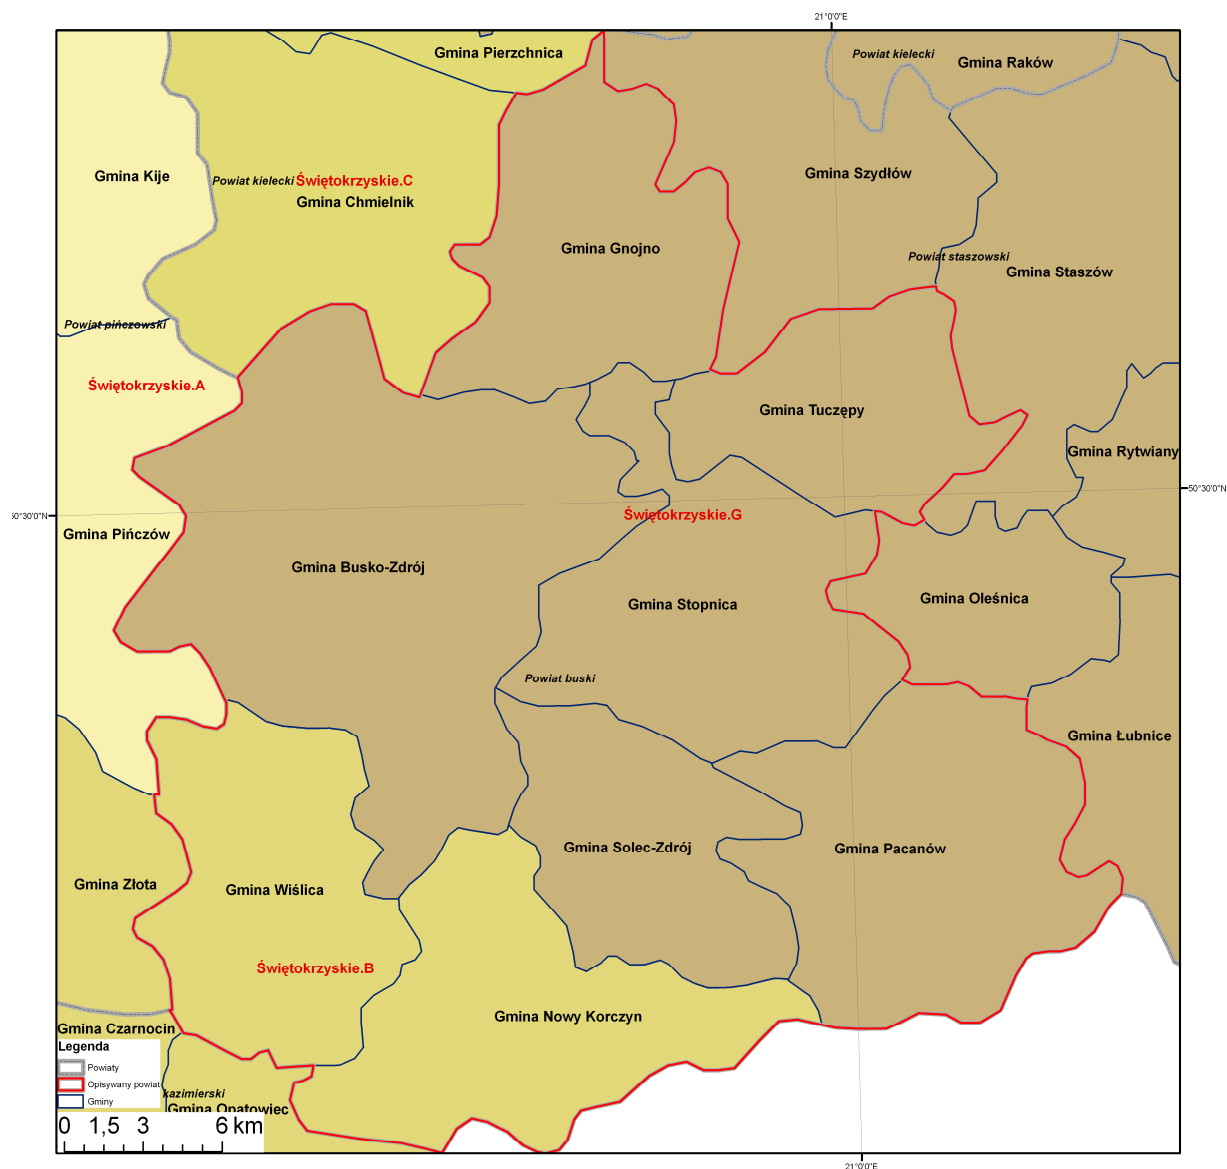 21°0'0"E
Gmina Pierzchnica
Powiat kielecki
Gmina Raków
Gmina Kije
Powiat kielecki
Świętokrzyskie.C
Gmina Szydłów
Gmina Chmielnik
Gmina Gnojno
Powiat staszowski
Gmina Staszów
Powiat pińczowski
Świętokrzyskie.A
Gmina Tuczępy
Gmina Rytwiany
50°30'0"N
50°30'0"N
Świętokrzyskie.G
Gmina Pińczów
Gmina Busko-Zdrój
Gmina Oleśnica
Gmina Stopnica
Powiat buski
Gmina Łubnice
Gmina Solec-Zdrój
Gmina Pacanów
Gmina Złota
Gmina Wiślica
Świętokrzyskie.B
Gmina Nowy Korczyn
Gmina Czarnocin
Legenda
Powiaty
Opisywany powiat
Gminy
kazimierski
Gmina Opatowiec
0 1,5 3 6 km
21°0'0"E